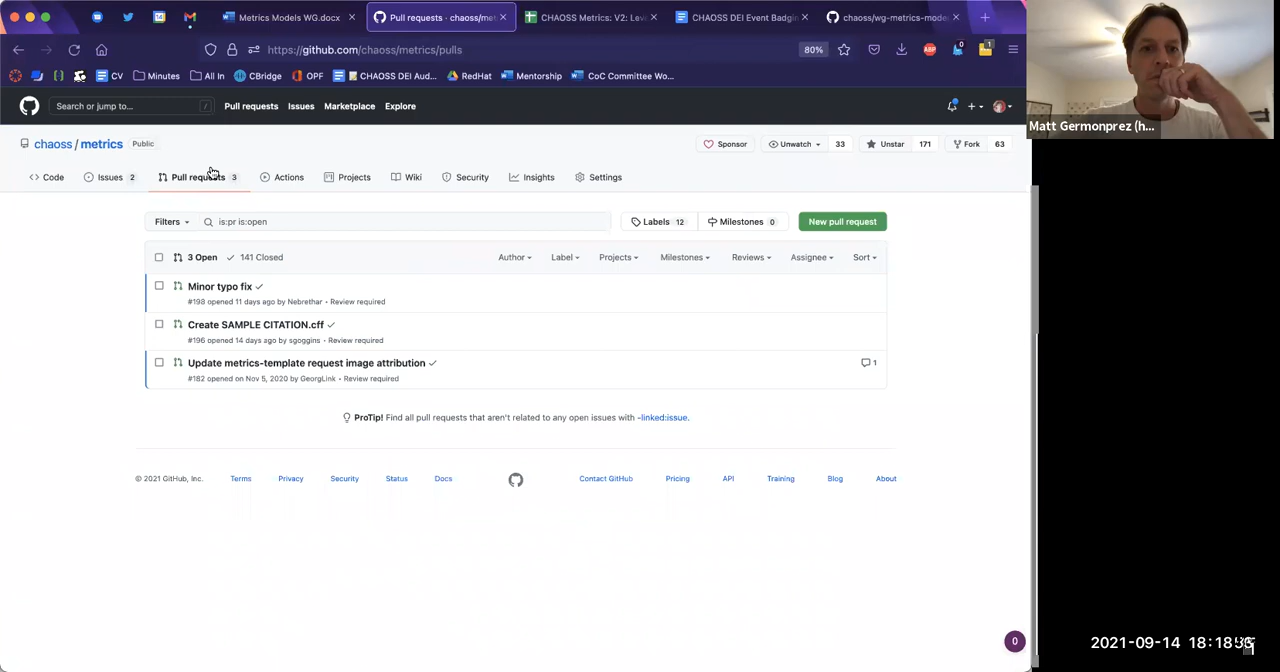 Metrics Models WG.docx
Pull requests · chaoss/me
CHAOSS Metrics: V2: Lev
CHAOSS DEI Event Badgin
chaoss/wg-metrics-mode
https://github.com/chaoss/metrics/pulls
80%
ABP
0
1
CV
Minutes
All In
CBridge
OPF
CHAOSS DEI Aud...
RedHat
Mentorship
CoC Committee Wo...
Search or jump to...
/
Pull requests
Issues
Marketplace
Explore
Matt Germonprez (h...
chaoss / metrics
Public
Sponsor
Unwatch
33
Unstar
171
Fork
63
Code
Issues 2
Pull requests 3
Actions
Projects
Wiki
Security
Insights
Settings
Filters
is:pr is:open
Labels 12
Milestones 0
New pull request
3 Open
141 Closed
Author
Label
Projects
Milestones
Reviews
Assignee
Sort
Minor typo fix
#198 opened 11 days ago by Nebrethar • Review required
Create SAMPLE CITATION.cff
#196 opened 14 days ago by sgoggins • Review required
Update metrics-template request image attribution
1
#182 opened on Nov 5, 2020 by GeorgLink • Review required
ProTip! Find all pull requests that aren't related to any open issues with -linked:issue.
© 2021 GitHub, Inc.
Terms
Privacy
Security
Status
Docs
Contact GitHub
Pricing
API
Training
Blog
About
0
2021-09-14 18:18